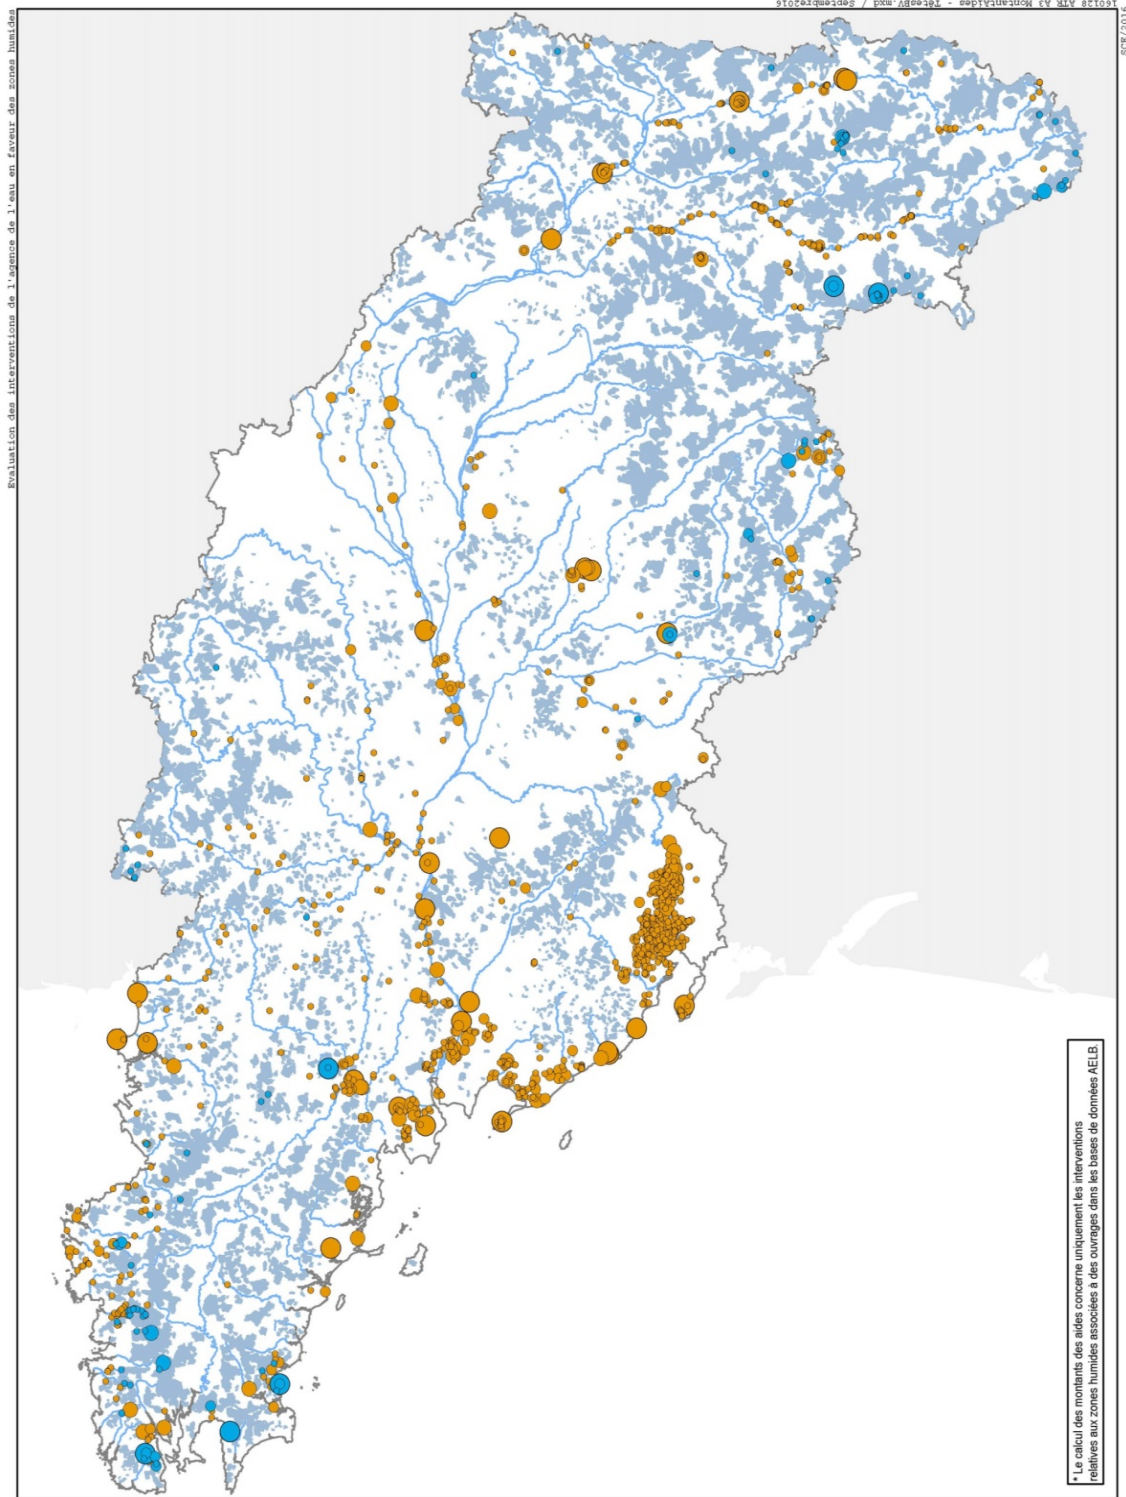 Evaluation des interventions de l'agence de l'eau en faveur des zones humides
160128 ATR A3 MontantAides - TêtesBV.mxd / Septembre2016
SCE/2016
* Le calcul des montants des aides concerne uniquement les interventions
relatives aux zones humides associées à des ouvrages dans les bases de données AELB.